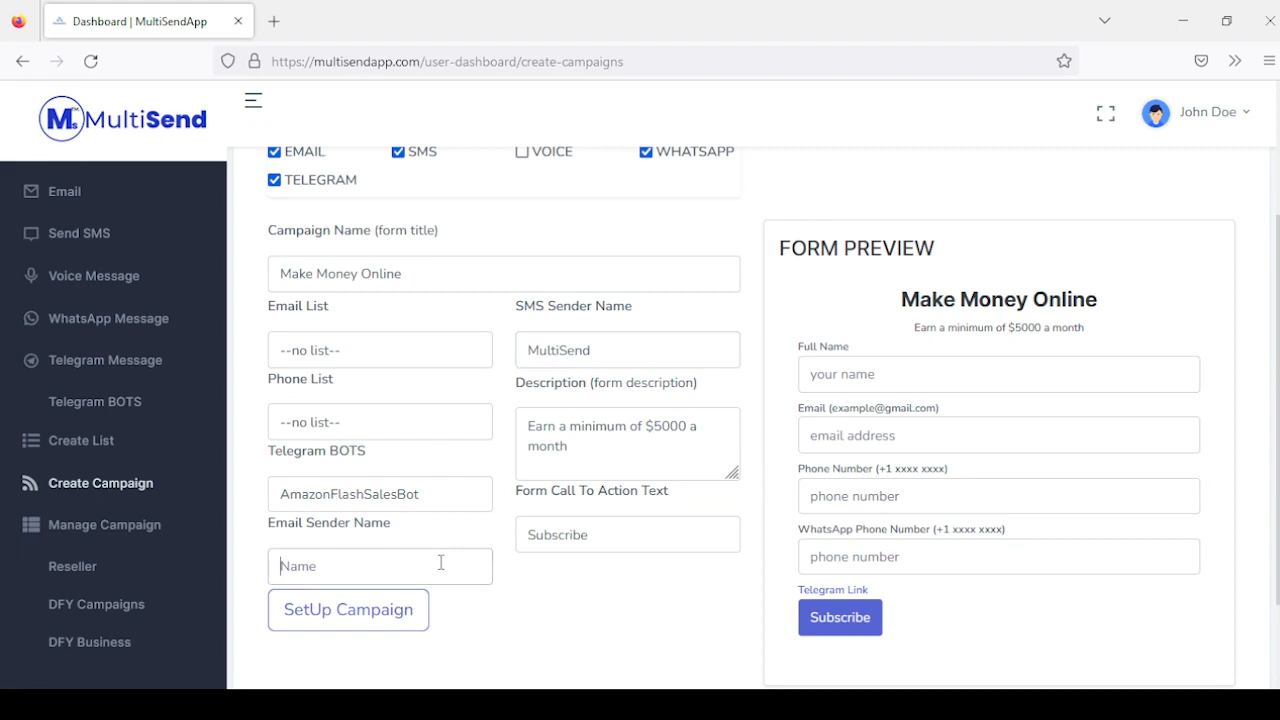 Dashboard | MultiSendApp
https://multisendapp.com/user-dashboard/create-campaigns
Ms MultiSend
John Doe
Email
Send SMS
Voice Message
WhatsApp Message
Telegram Message
Telegram BOTS
Create List
Create Campaign
Manage Campaign
Reseller
DFY Campaigns
DFY Business
EMAIL SMS VOICE WHATSAPP
TELEGRAM
Campaign Name (form title)
Make Money Online
Email List
--no list--
Phone List
--no list--
Telegram BOTS
AmazonFlashSalesBot
Email Sender Name
Name
SetUp Campaign
SMS Sender Name
MultiSend
Description (form description)
Earn a minimum of $5000 a
month
Form Call To Action Text
Subscribe
FORM PREVIEW
Make Money Online
Earn a minimum of $5000 a month
Full Name
your name
Email (example@gmail.com)
email address
Phone Number (+1 xxxx xxxx)
phone number
WhatsApp Phone Number (+1 xxxx xxxx)
phone number
Telegram Link
Subscribe